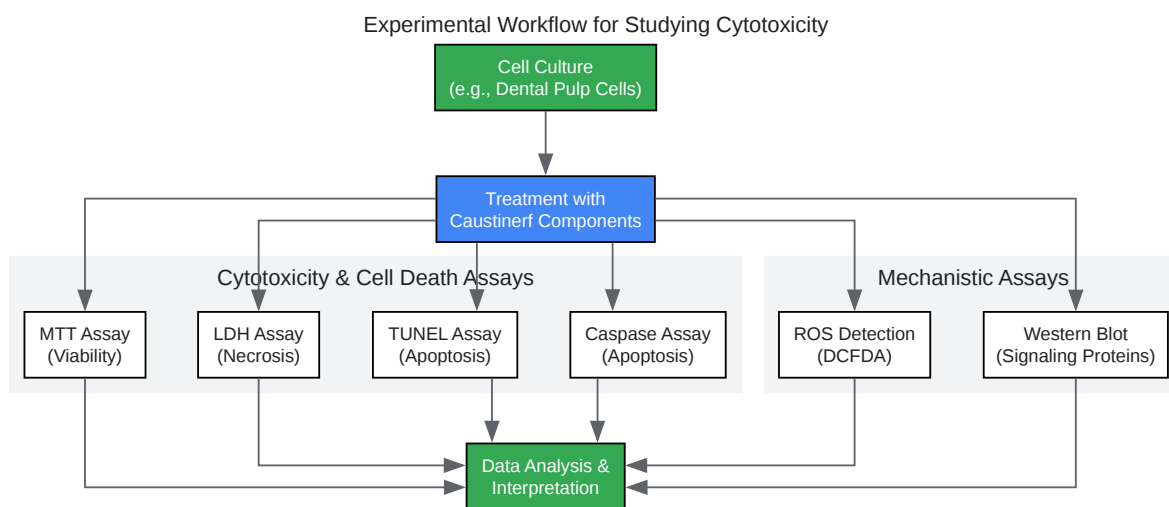 Experimental Workflow for Studying Cytotoxicity
Cell Culture
(e.g., Dental Pulp Cells)
Treatment with
Caustinerf Components
Cytotoxicity & Cell Death Assays
Mechanistic Assays
MTT Assay
(Viability)
LDH Assay
(Necrosis)
TUNEL Assay
(Apoptosis)
Caspase Assay
(Apoptosis)
ROS Detection
(DCFDA)
Western Blot
(Signaling Proteins)
Data Analysis &
Interpretation